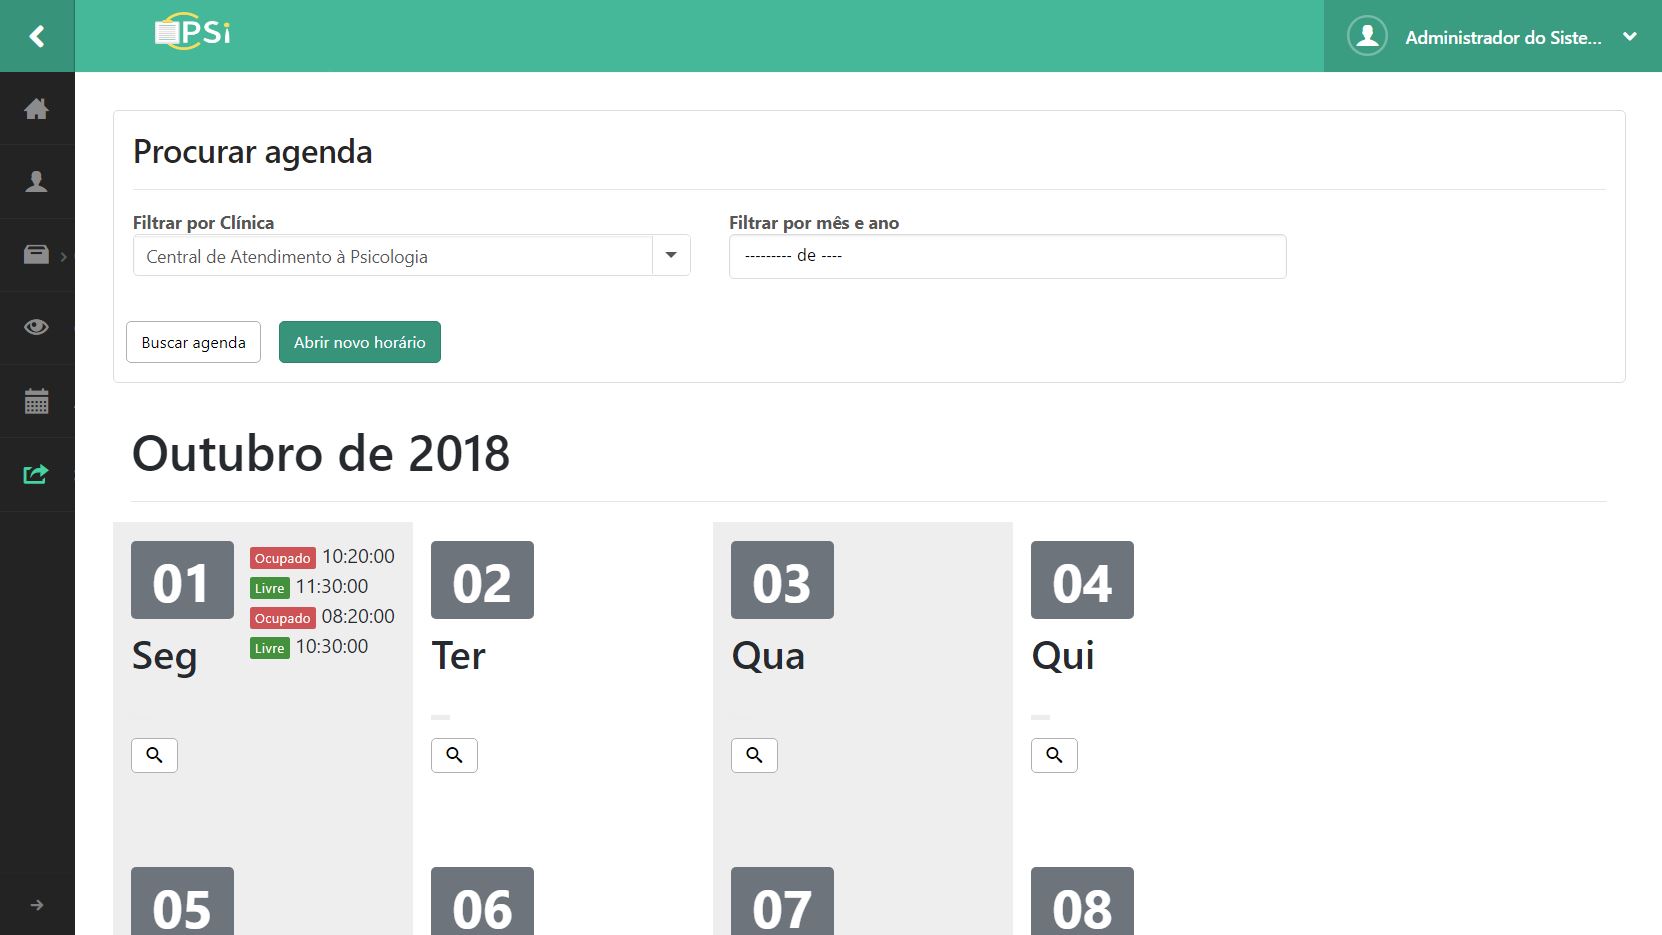 PSi
Administrador do Siste...
Procurar agenda
Filtrar por Clínica
Filtrar por mês e ano
Central de Atendimento à Psicologia
--------- de ----
Buscar agenda
Abrir novo horário
Outubro de 2018
01
Seg
Ocupado 10:20:00
Livre 11:30:00
Ocupado 08:20:00
Livre 10:30:00
02
Ter
03
Qua
04
Qui
05
06
07
08